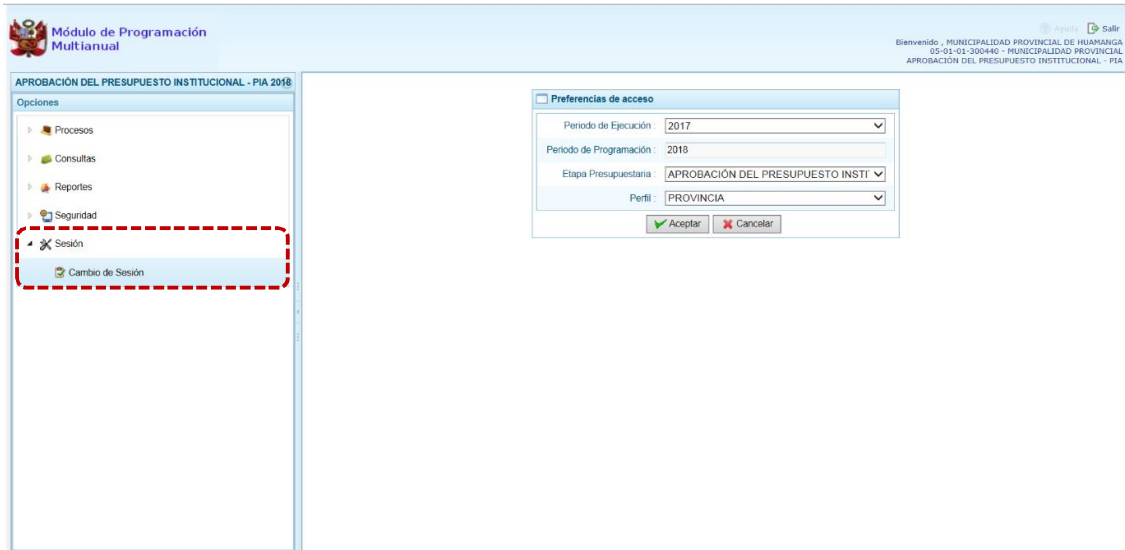 Módulo de Programación
Multianual
Ayuda Salir
Bienvenido , MUNICIPALIDAD PROVINCIAL DE HUAMANGA
05-01-01-300440 - MUNICIPALIDAD PROVINCIAL
APROBACIÓN DEL PRESUPUESTO INSTITUCIONAL - PIA
APROBACIÓN DEL PRESUPUESTO INSTITUCIONAL - PIA 2018
Opciones
Procesos
Consultas
Reportes
Seguridad
Sesión
Cambio de Sesión
Preferencias de acceso
Periodo de Ejecución : 2017
Periodo de Programación : 2018
Etapa Presupuestaria : APROBACIÓN DEL PRESUPUESTO INSTI
Perfil : PROVINCIA
Aceptar Cancelar